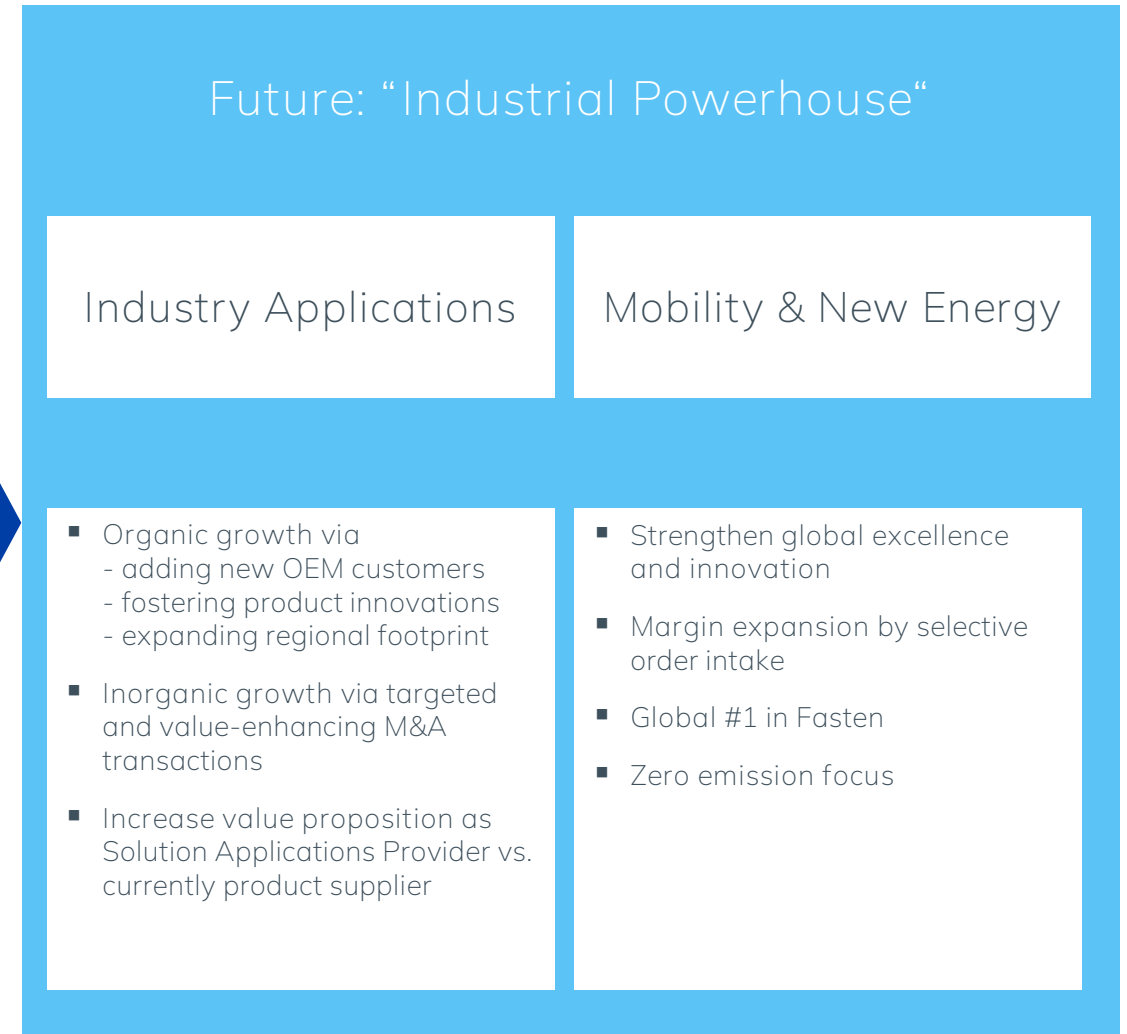 Future: “Industrial Powerhouse“
Industry Applications
Mobility & New Energy
▪ Organic growth via
- adding new OEM customers
- fostering product innovations
- expanding regional footprint
▪ Inorganic growth via targeted
and value-enhancing M&A
transactions
▪ Increase value proposition as
Solution Applications Provider vs.
currently product supplier
▪ Strengthen global excellence
and innovation
▪ Margin expansion by selective
order intake
▪ Global #1 in Fasten
▪ Zero emission focus